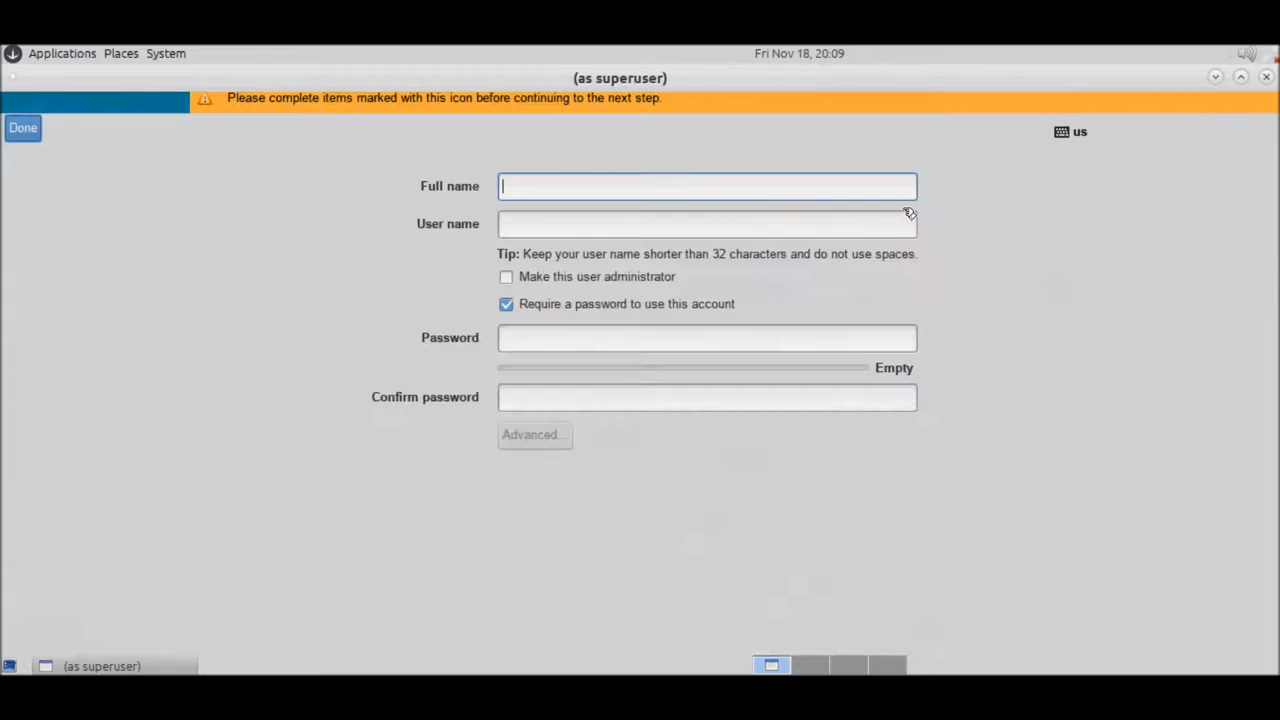 Applications Places System
Fri Nov 18, 20:09
(as superuser)
Please complete items marked with this icon before continuing to the next step.
Done
us
Full name
User name
Tip: Keep your user name shorter than 32 characters and do not use spaces.
Make this user administrator
Require a password to use this account
Password
Empty
Confirm password
Advanced...
(as superuser)